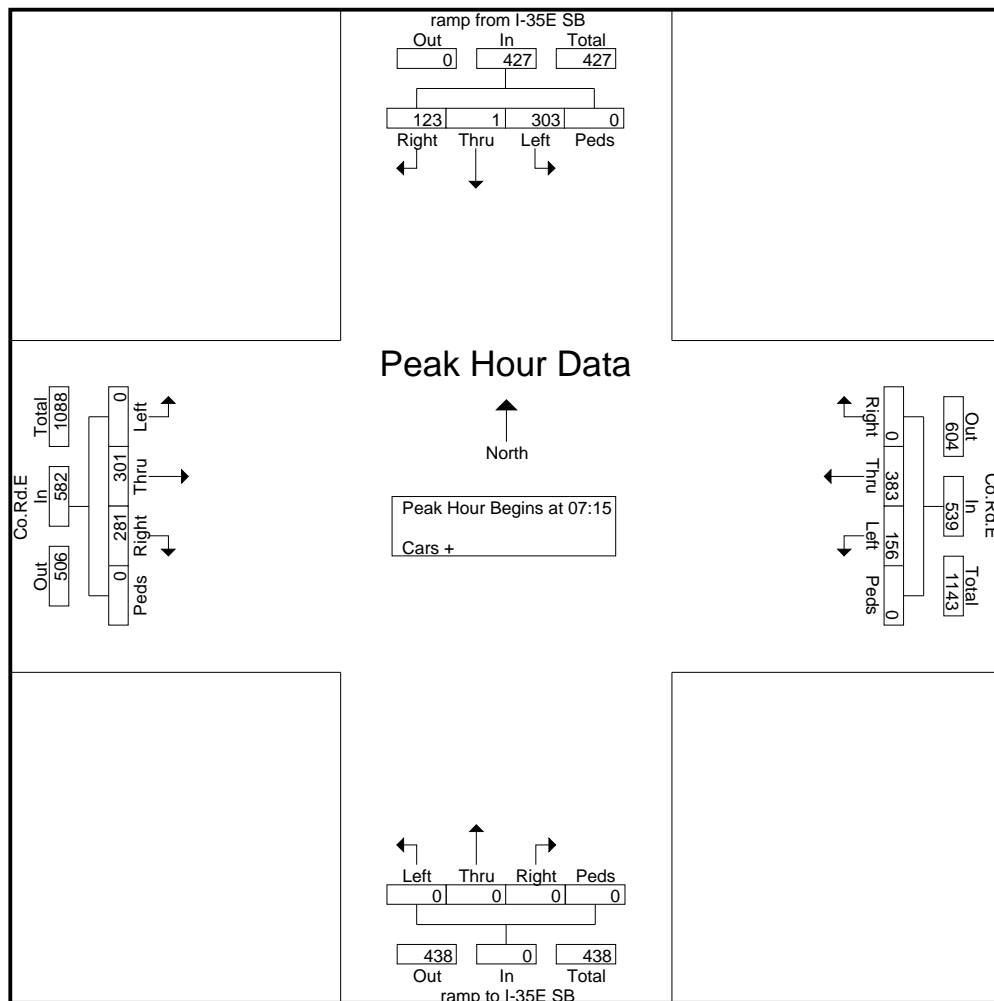 ramp from I-35E SB
Out In Total
0 427 427
123 1 303 0
Right Thru Left Peds
Peak Hour Data
North
Peak Hour Begins at 07:15
Cars +
Co.Rd.E
Total In Out
1088 582 506
0 301 281 0
Left Thru Right Peds
Co.Rd.E
Out In Total
604 539 1143
0 383 156 0
Right Thru Left Peds
Left Thru Right Peds
0 0 0 0
438 0 438
Out In Total
ramp to I-35E SB